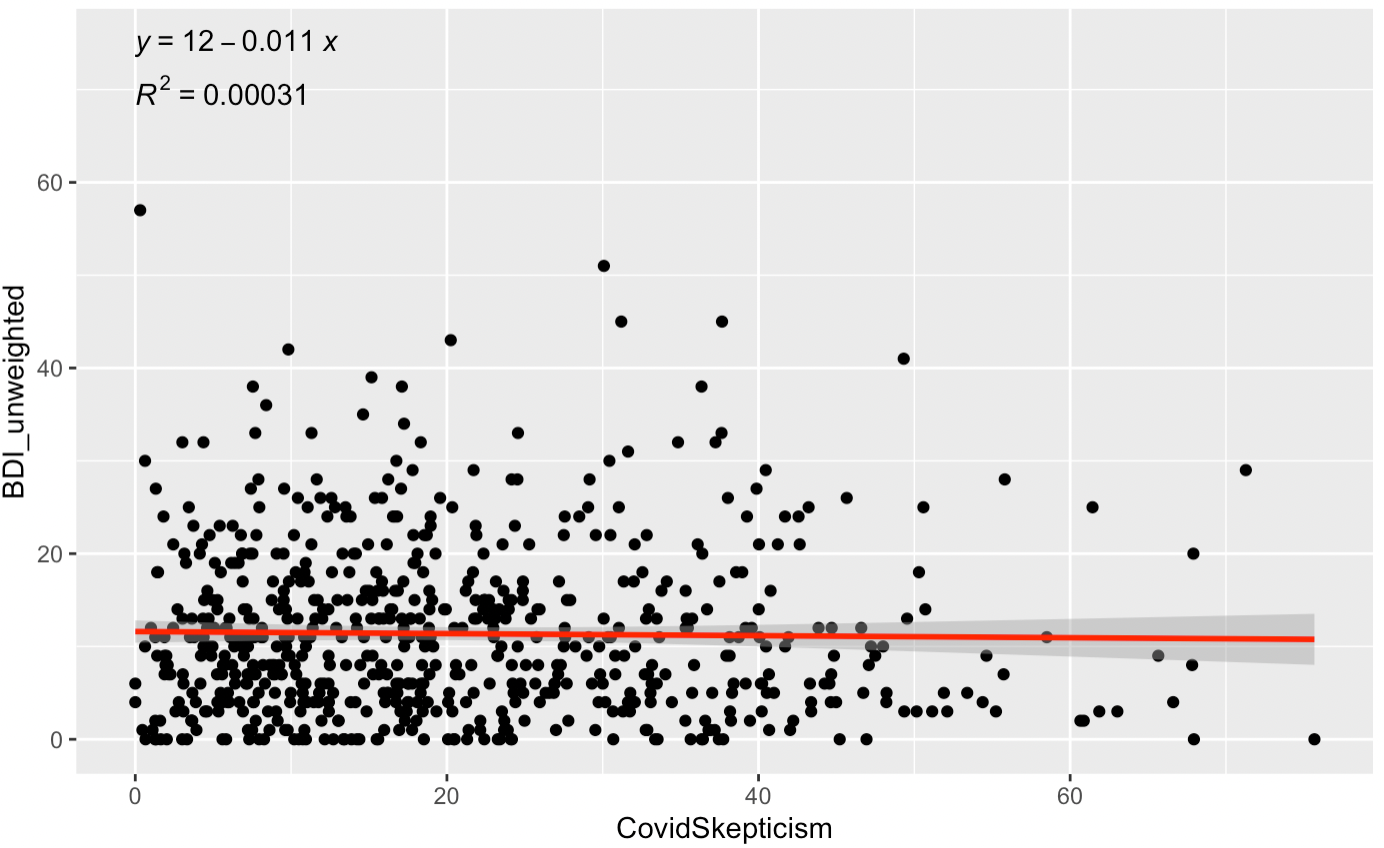 y = 12 – 0.011 x
R² = 0.00031
60
40
20
0
BDI_unweighted
0 20 40 60
CovidSkepticism